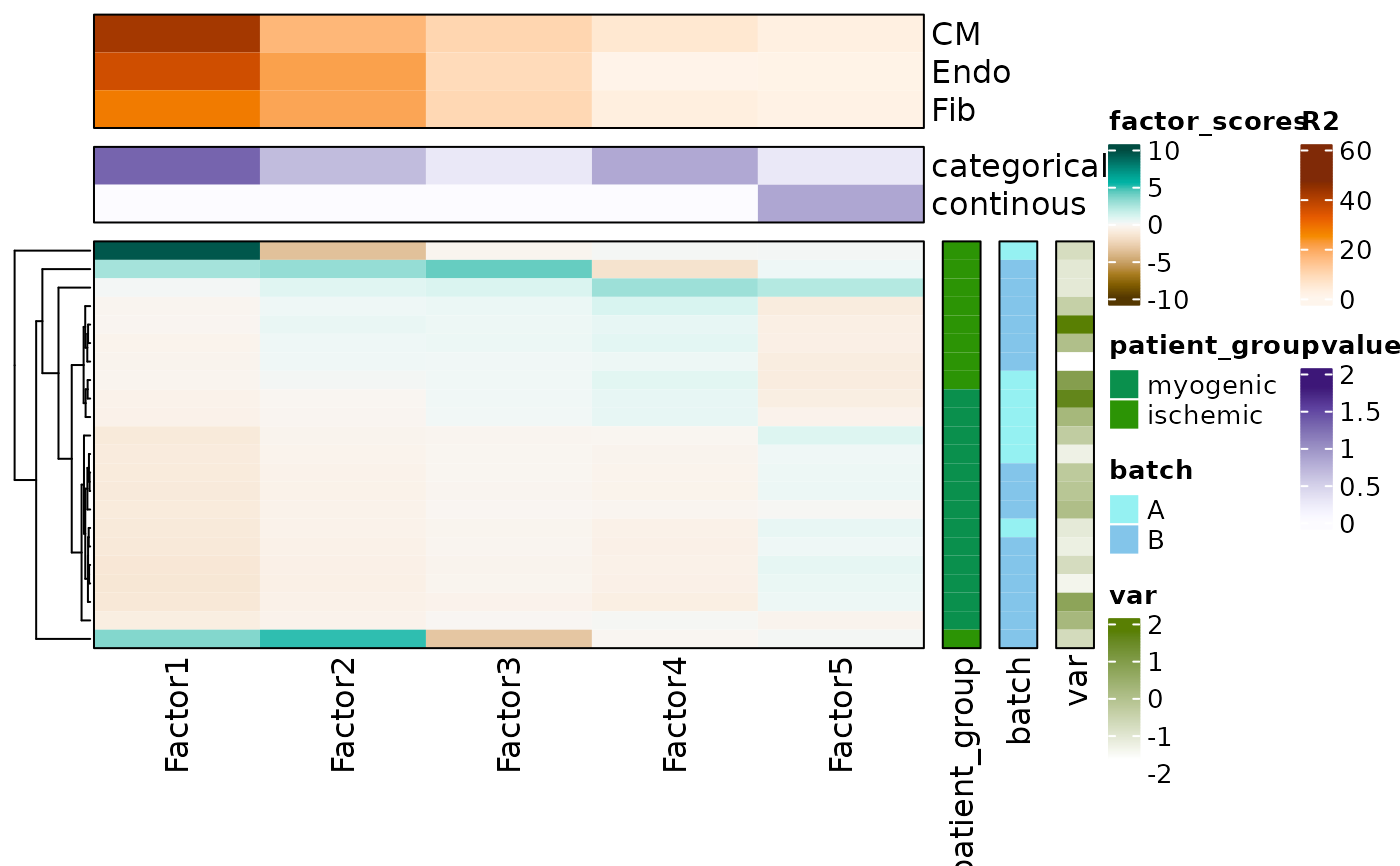 CM
Endo
Fib
categorical
continous
Factor1
Factor2
Factor3
Factor4
Factor5
patient_group
batch
var
factor_scores
10
5
0
-5
-10
R2
60
40
20
0
patient_group
myogenic
ischemic
pvalue
2
1.5
1
0.5
0
batch
A
B
var
2
1
0
-1
-2